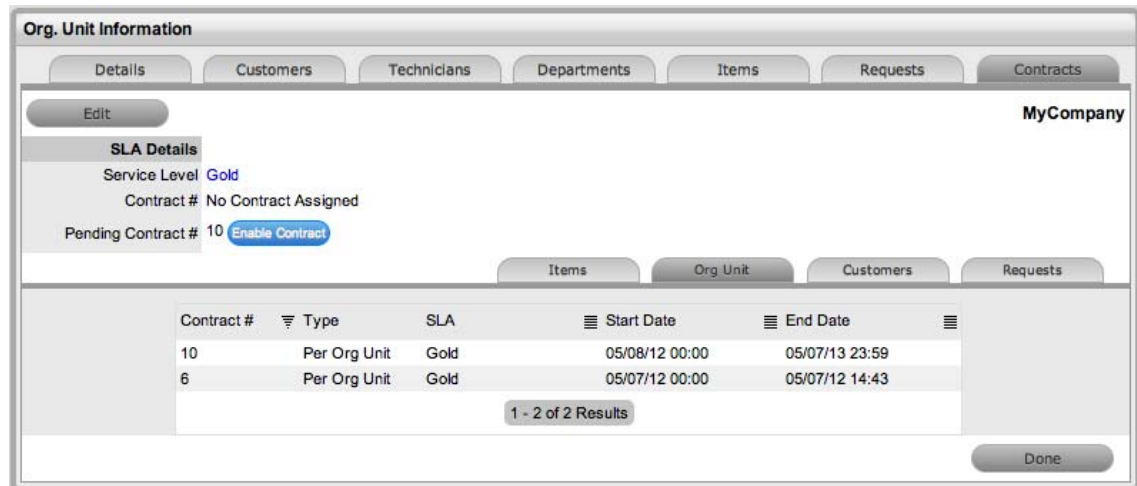 Org. Unit Information
Details Customers Technicians Departments Items Requests Contracts
Edit MyCompany
SLA Details
Service Level Gold
Contract # No Contract Assigned
Pending Contract # 10 Enable Contract
Items Org Unit Customers Requests
Contract # Type SLA Start Date End Date
10 Per Org Unit Gold 05/08/12 00:00 05/07/13 23:59
6 Per Org Unit Gold 05/07/12 00:00 05/07/12 14:43
1 - 2 of 2 Results
Done